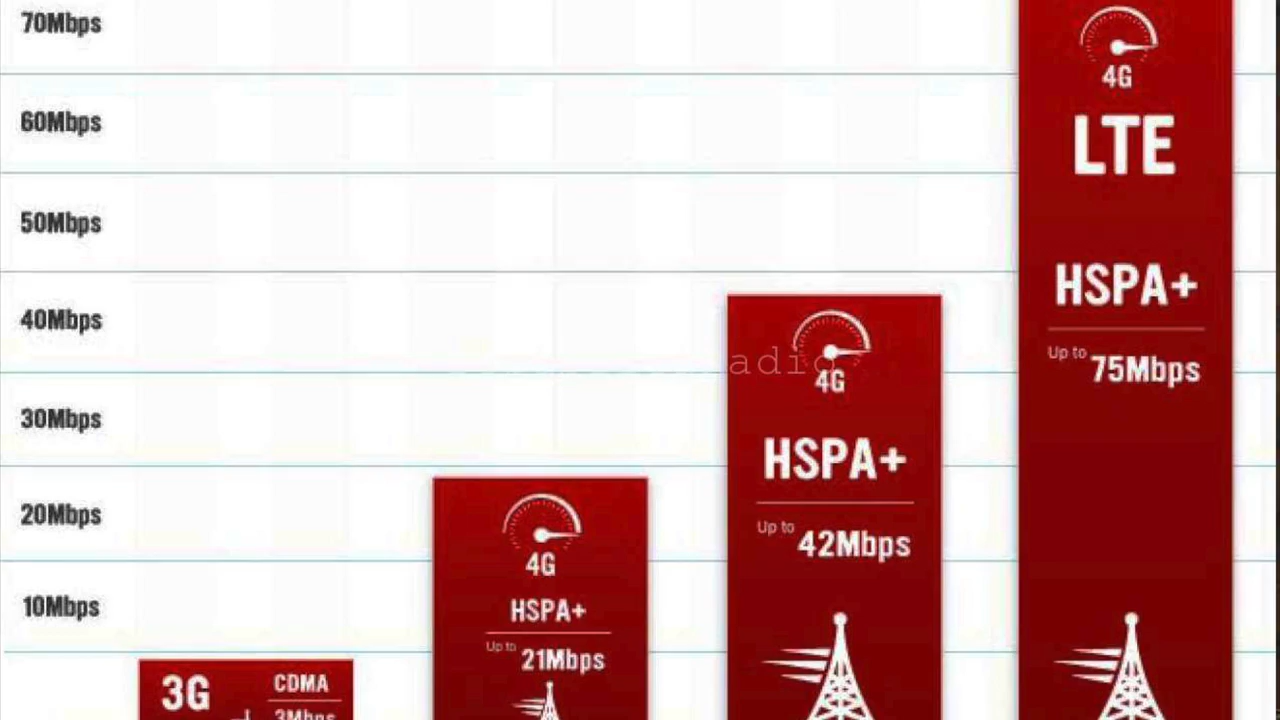 70Mbps
60Mbps
50Mbps
40Mbps
30Mbps
20Mbps
10Mbps
3G
CDMA
3Mbps
4G
HSPA+
Up to 21Mbps
4G
HSPA+
Up to 42Mbps
4G
LTE
HSPA+
Up to 75Mbps